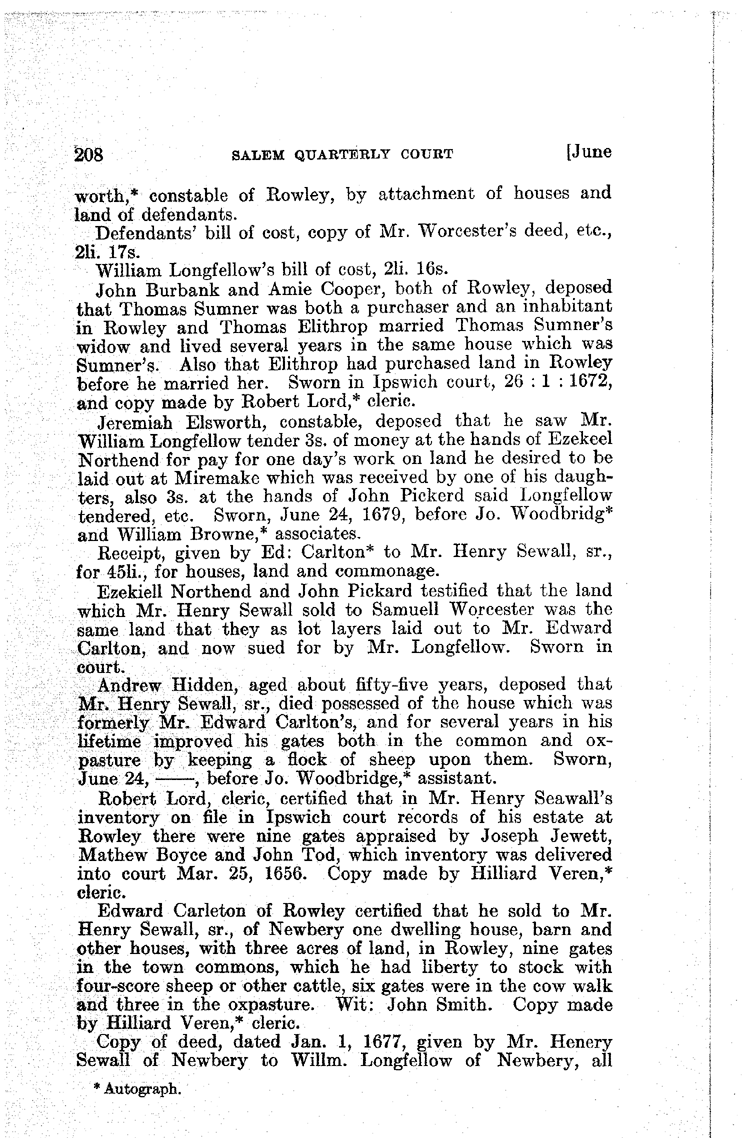 208 SALEM QUARTERLY COURT [June
worth,* constable of Rowley, by attachment of houses and
land of defendants.
Defendants' bill of cost, copy of Mr. Worcester's deed, etc.,
2li. 17s.
William Longfellow's bill of cost, 2li. 16s.
John Burbank and Amie Cooper, both of Rowley, deposed
that Thomas Sumner was both a purchaser and an inhabitant
in Rowley and Thomas Elithrop married Thomas Sumner's
widow and lived several years in the same house which was
Sumner's. Also that Elithrop had purchased land in Rowley
before he married her. Sworn in Ipswich court, 26 : 1 : 1672,
and copy made by Robert Lord,* cleric.
Jeremiah Elsworth, constable, deposed that he saw Mr.
William Longfellow tender 3s. of money at the hands of Ezekeel
Northend for pay for one day's work on land he desired to be
laid out at Miremake which was received by one of his daugh-
ters, also 3s. at the hands of John Pickerd said Longfellow
tendered, etc. Sworn, June 24, 1679, before Jo. Woodbridg*
and William Browne,* associates.
Receipt, given by Ed: Carlton* to Mr. Henry Sewall, sr.,
for 45li., for houses, land and commonage.
Ezekiell Northend and John Pickard testified that the land
which Mr. Henry Sewall sold to Samuell Worcester was the
same land that they as lot layers laid out to Mr. Edward
Carlton, and now sued for by Mr. Longfellow. Sworn in
court.
Andrew Hidden, aged about fifty-five years, deposed that
Mr. Henry Sewall, sr., died possessed of the house which was
formerly Mr. Edward Carlton's, and for several years in his
lifetime improved his gates both in the common and ox-
pasture by keeping a flock of sheep upon them. Sworn,
June 24, ——, before Jo. Woodbridge,* assistant.
Robert Lord, cleric, certified that in Mr. Henry Seawall's
inventory on file in Ipswich court records of his estate at
Rowley there were nine gates appraised by Joseph Jewett,
Mathew Boyce and John Tod, which inventory was delivered
into court Mar. 25, 1656. Copy made by Hilliard Veren,*
cleric.
Edward Carleton of Rowley certified that he sold to Mr.
Henry Sewall, sr., of Newbery one dwelling house, barn and
other houses, with three acres of land, in Rowley, nine gates
in the town commons, which he had liberty to stock with
four-score sheep or other cattle, six gates were in the cow walk
and three in the oxpasture. Wit: John Smith. Copy made
by Hilliard Veren,* cleric.
Copy of deed, dated Jan. 1, 1677, given by Mr. Henery
Sewall of Newbery to Willm. Longfellow of Newbery, all
* Autograph.